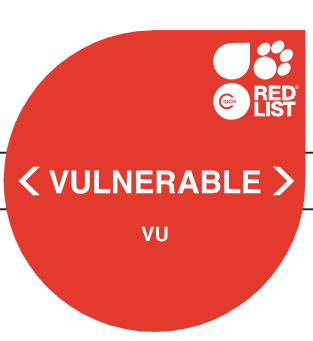 IUCN
RED
LIST®
< VULNERABLE >
VU